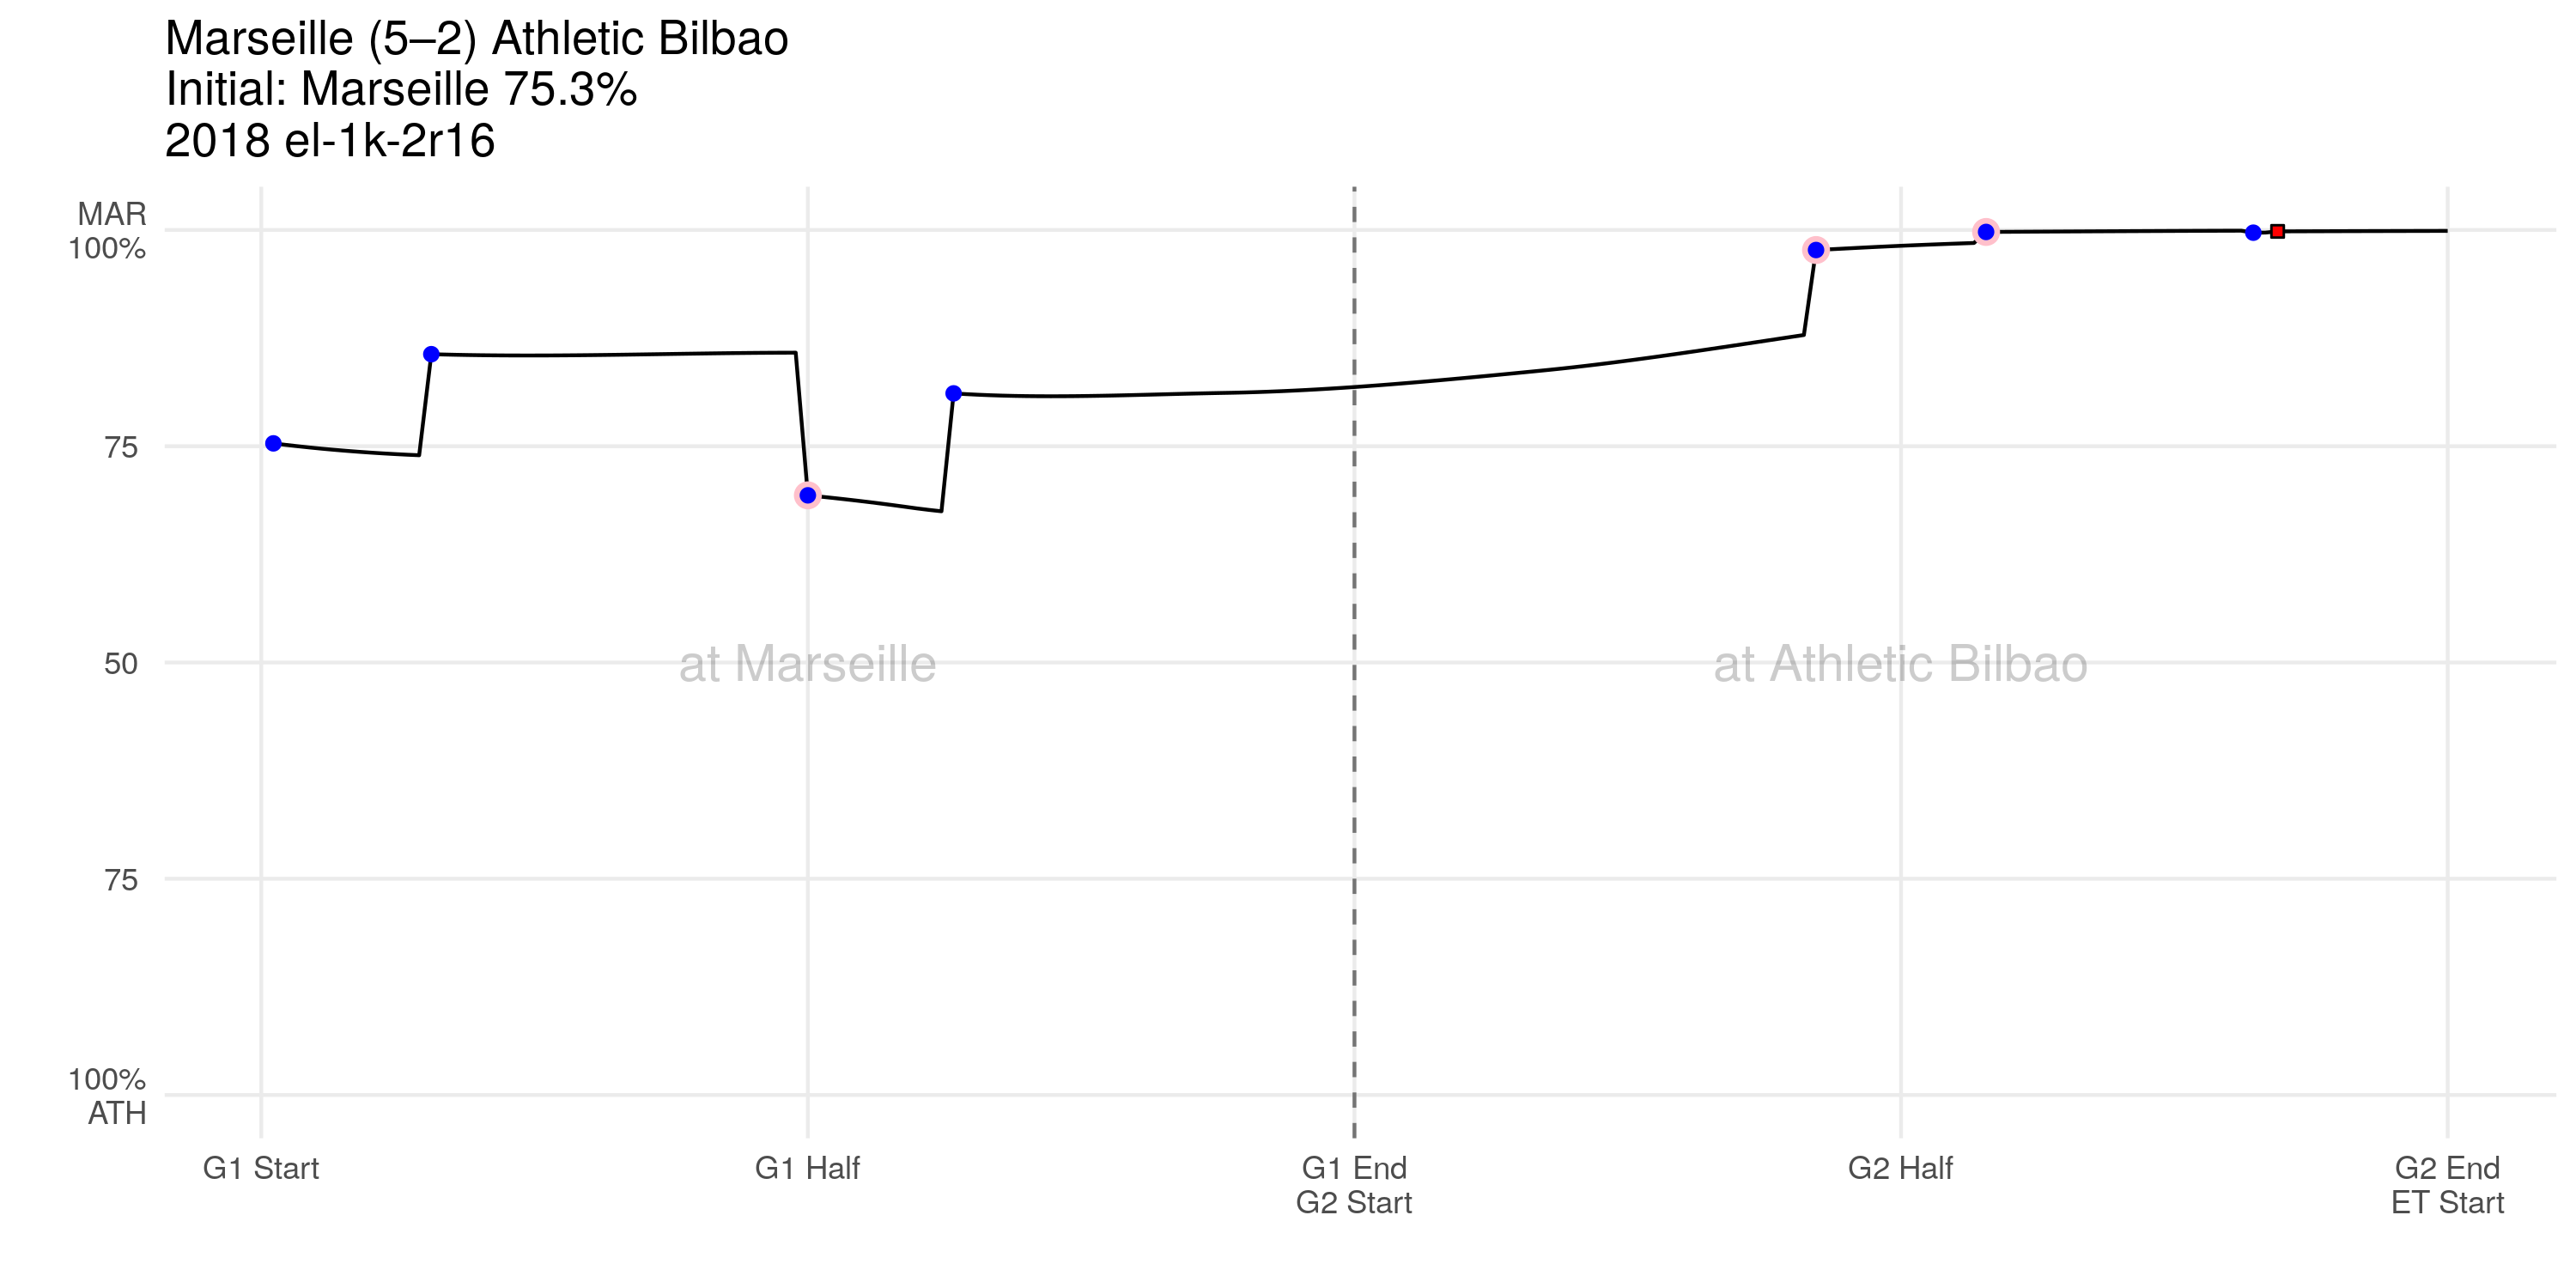 Marseille (5–2) Athletic Bilbao
Initial: Marseille 75.3%
2018 el-1k-2r16
MAR
100%
75
50
75
100%
ATH
at Marseille
at Athletic Bilbao
G1 Start
G1 Half
G1 End
G2 Start
G2 Half
G2 End
ET Start